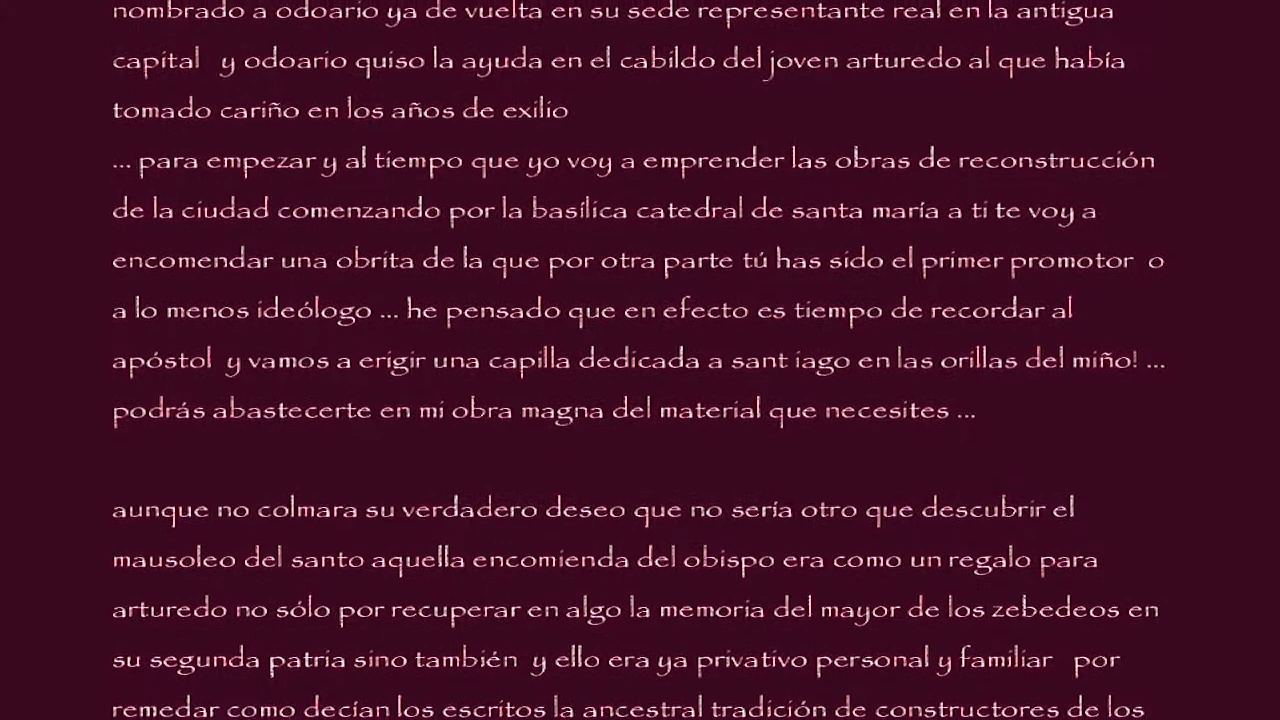 nombrado a odoario ya de vuelta en su sede representante real en la antigua
capital y odoario quiso la ayuda en el cabildo del joven arturedo al que había
tomado cariño en los años de exilio
... para empezar y al tiempo que yo voy a emprender las obras de reconstrucción
de la ciudad comenzando por la basílica catedral de santa maría a ti te voy a
encomendar una obrita de la que por otra parte tú has sido el primer promotor o
a lo menos ideólogo ... he pensado que en efecto es tiempo de recordar al
apóstol y vamos a erigir una capilla dedicada a sant iago en las orillas del miño! ...
podrás abastecerte en mi obra magna del material que necesites ...
aunque no colmara su verdadero deseo que no sería otro que descubrir el
mausoleo del santo aquella encomienda del obispo era como un regalo para
arturedo no sólo por recuperar en algo la memoria del mayor de los zebedeos en
su segunda patria sino también y ello era ya privativo personal y familiar por
remedar como decían los escritos la ancestral tradición de constructores de los